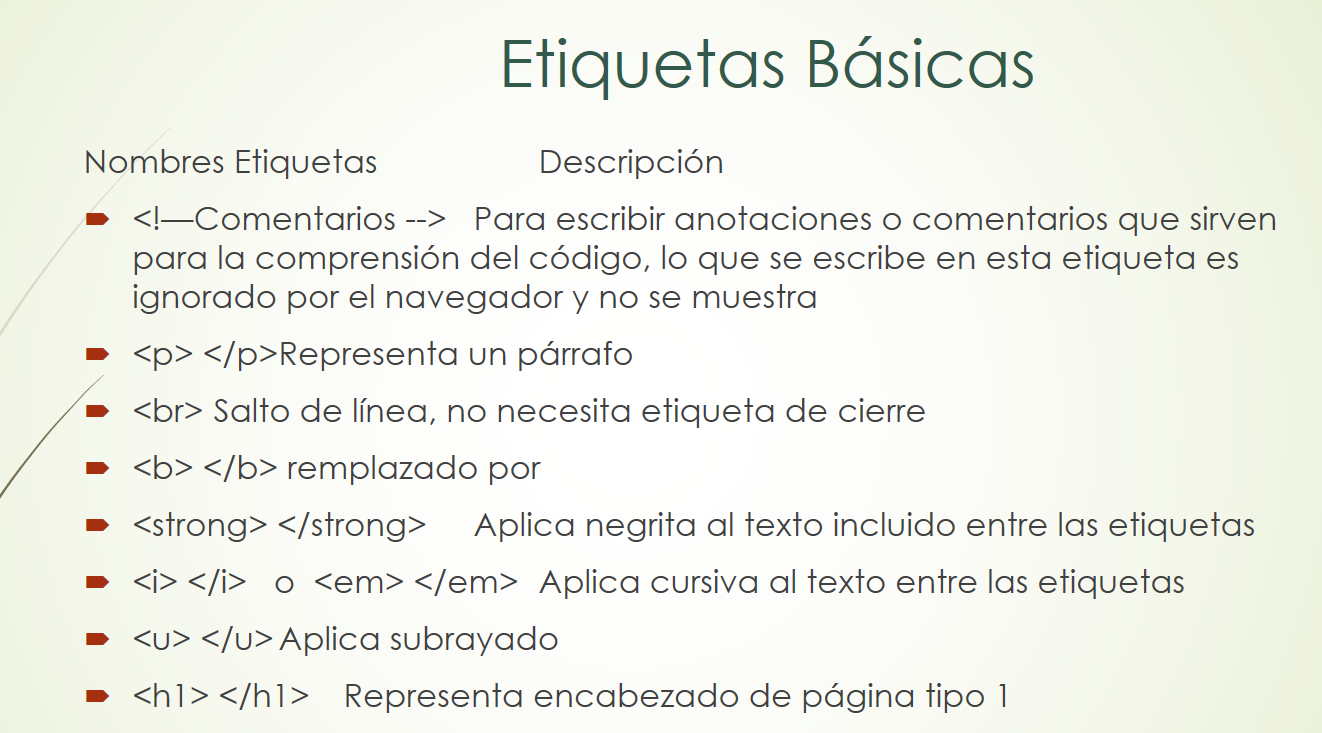 Etiquetas Básicas
Nombres Etiquetas Descripción
<!—Comentarios --> Para escribir anotaciones o comentarios que sirven
para la comprensión del código, lo que se escribe en esta etiqueta es
ignorado por el navegador y no se muestra
<p> </p>Representa un párrafo
<br> Salto de línea, no necesita etiqueta de cierre
<b> </b> remplazado por
<strong> </strong> Aplica negrita al texto incluido entre las etiquetas
<i> </i> o <em> </em> Aplica cursiva al texto entre las etiquetas
<u> </u> Aplica subrayado
<h1> </h1> Representa encabezado de página tipo 1